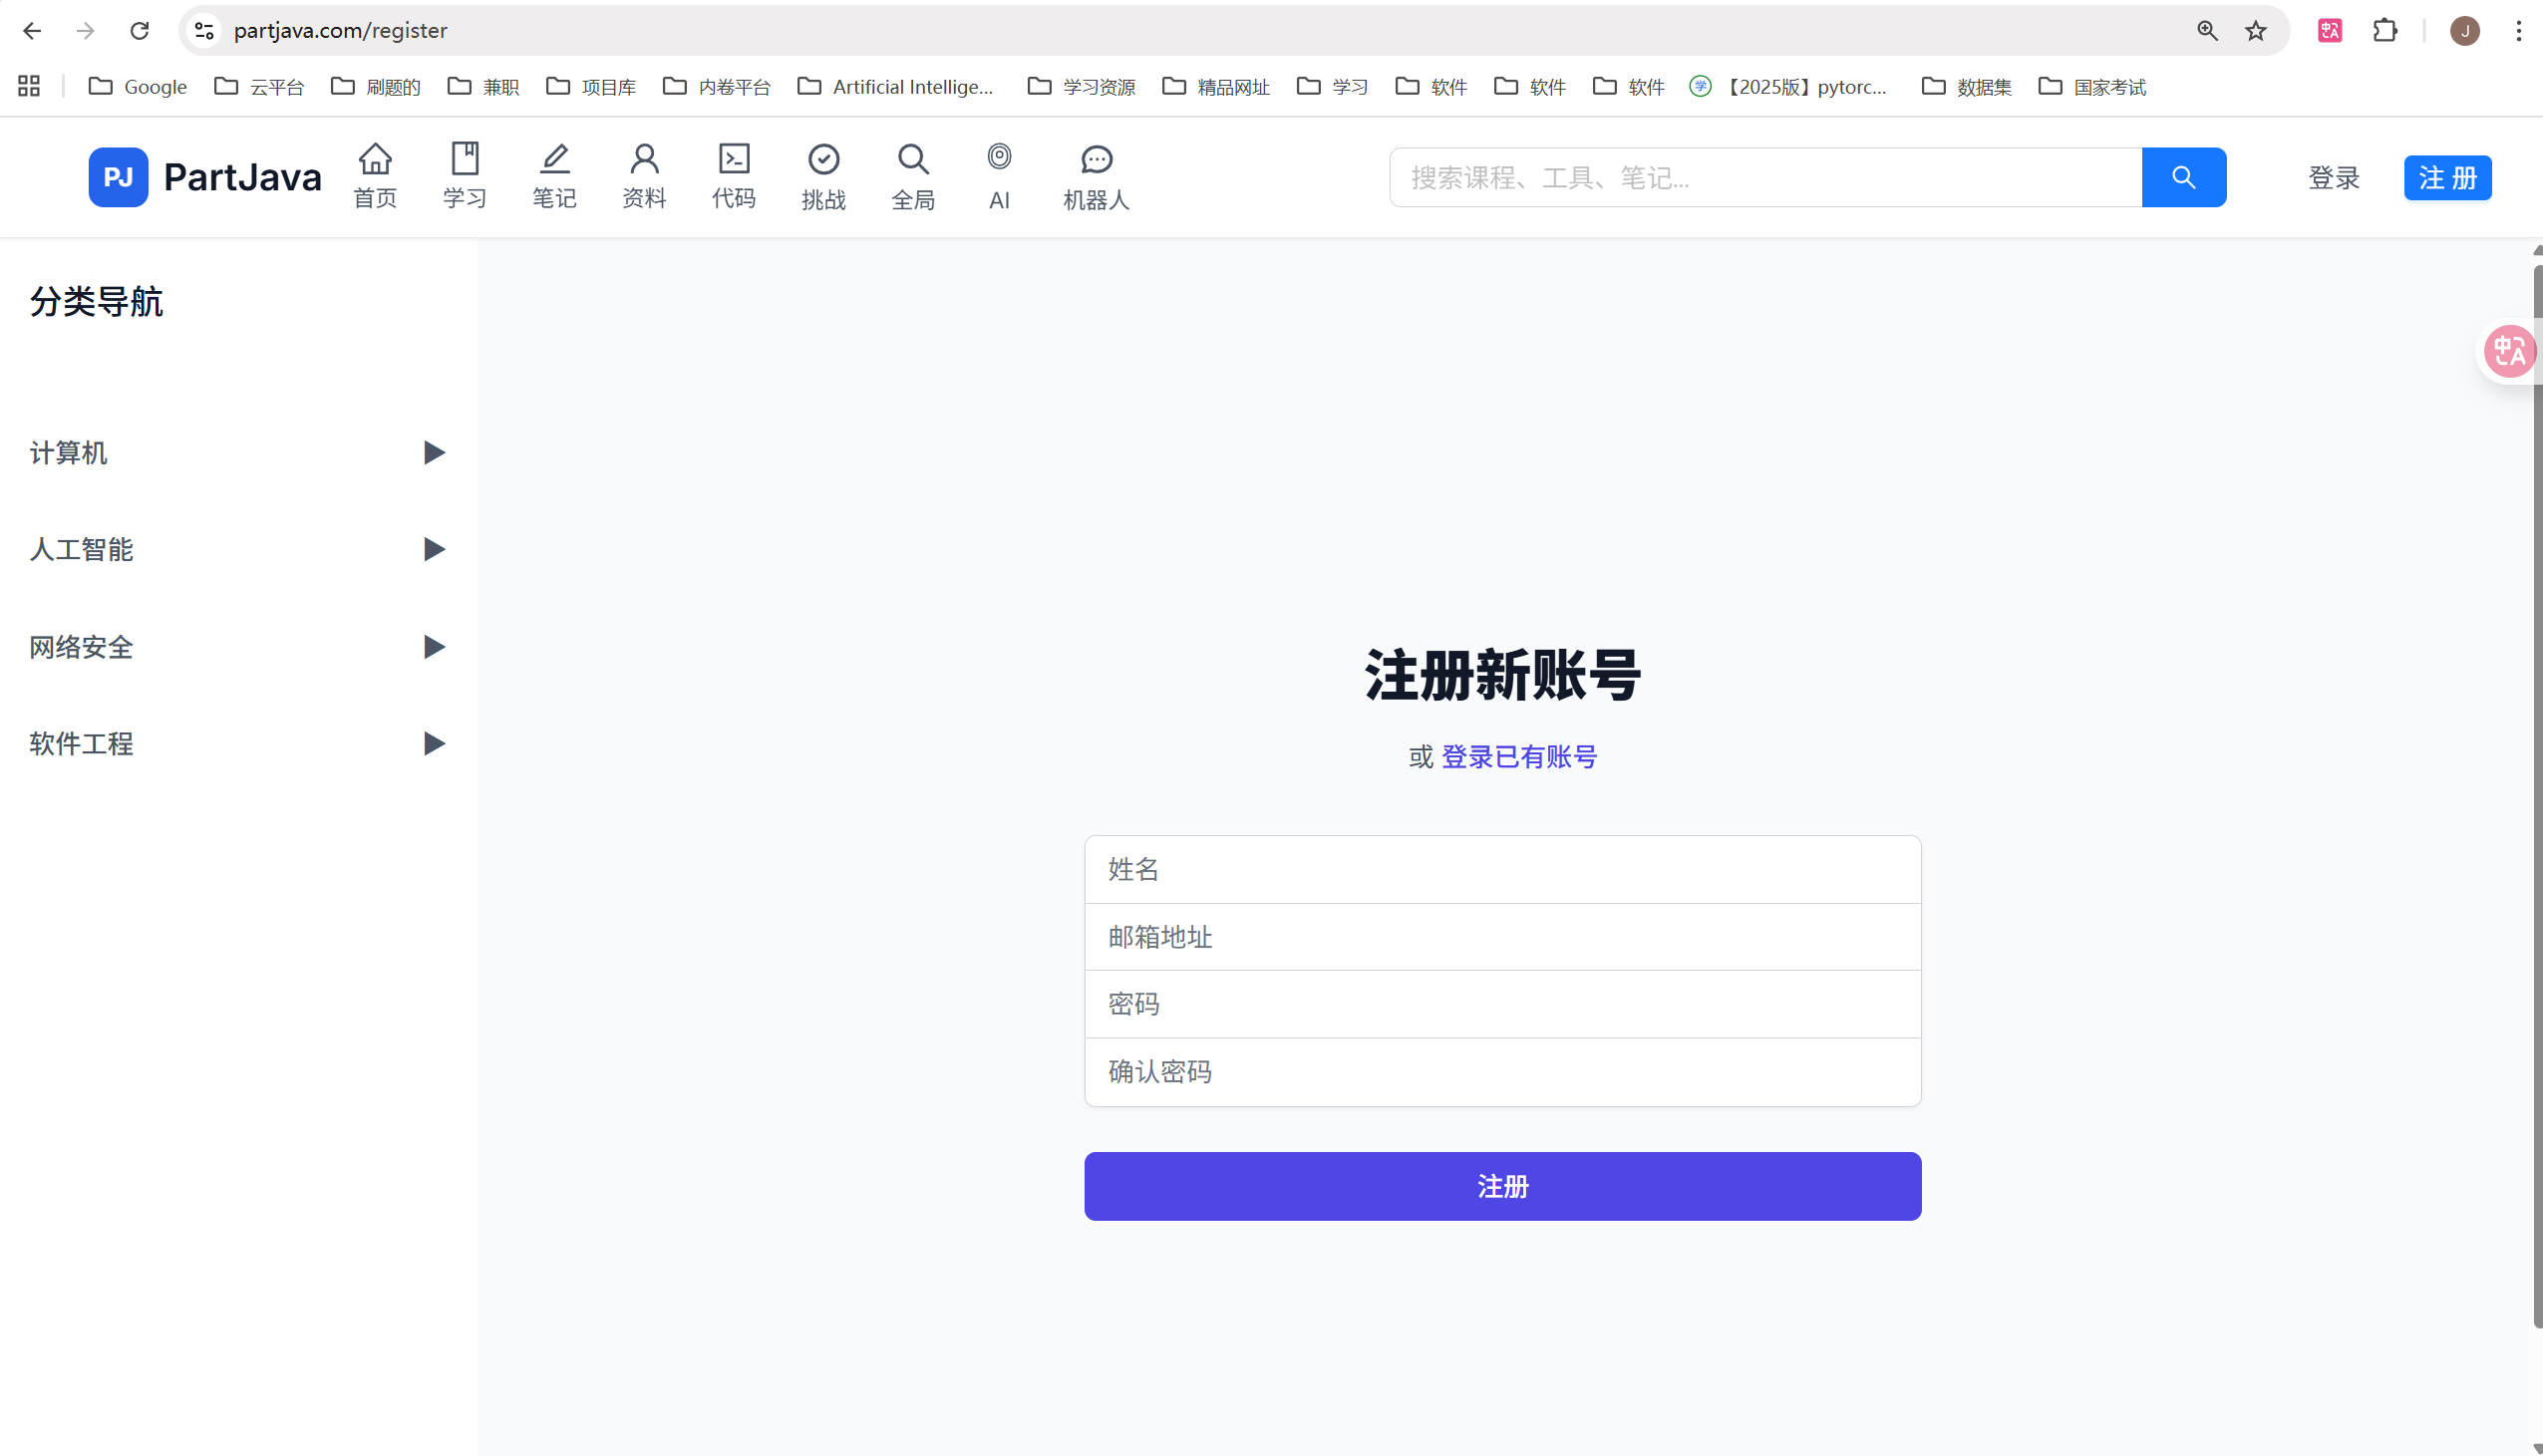 partjava.com/register
J
Google 云平台 刷题的 兼职 项目库 内卷平台 Artificial Intellige... 学习资源 精品网址 学习 软件 软件 软件 学 【2025版】pytorc... 数据集 国家考试
PJ PartJava 首页 学习 笔记 资料 代码 挑战 全局 AI 机器人 搜索课程、工具、笔记... 登录 注 册
分类导航
计算机
人工智能
网络安全
软件工程
中A
注册新账号
或 登录已有账号
姓名
邮箱地址
密码
确认密码
注册